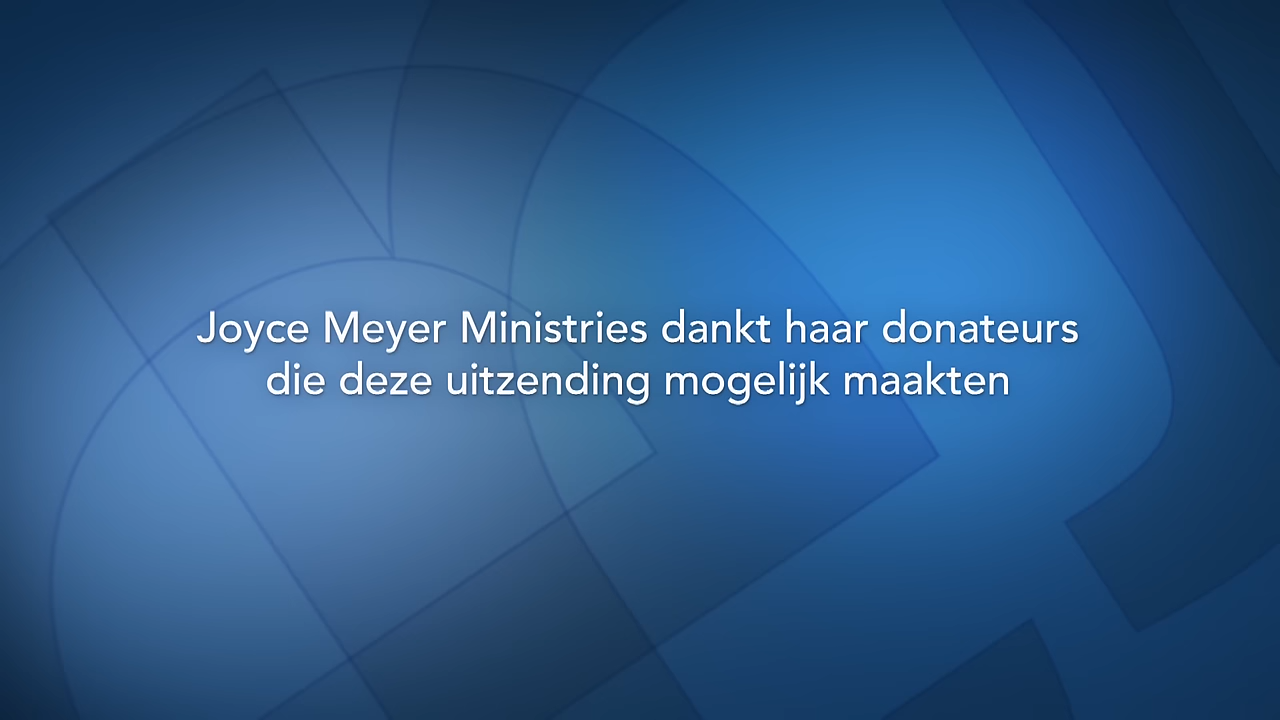 Joyce Meyer Ministries dankt haar donateurs
die deze uitzending mogelijk maakten